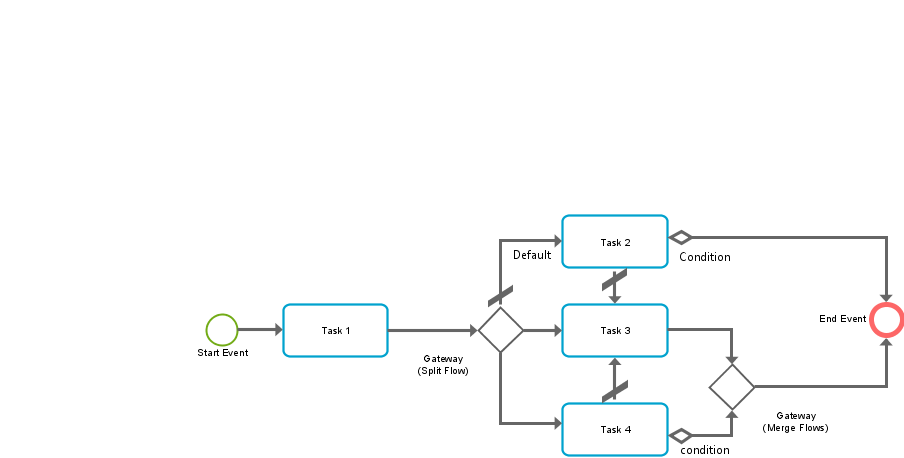 Task 2
Default
Condition
Start Event
Task 1
Gateway
(Split Flow)
Task 3
End Event
Gateway
(Merge Flows)
Task 4
condition